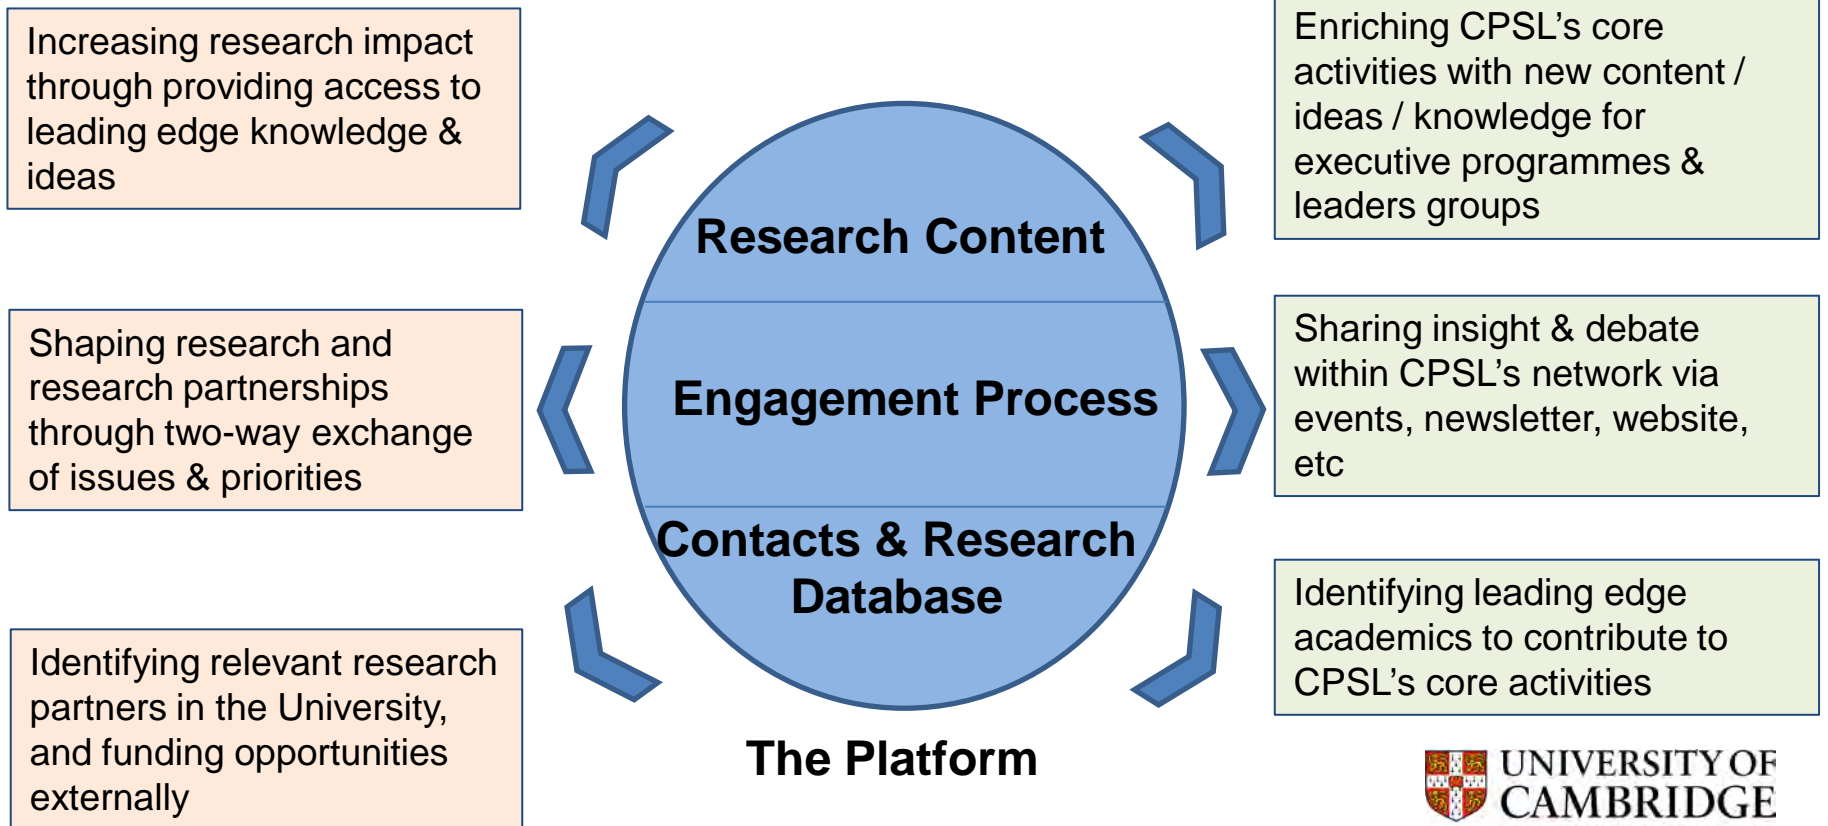 Increasing research impact
through providing access to
leading edge knowledge &
ideas
Shaping research and
research partnerships
through two-way exchange
of issues & priorities
Identifying relevant research
partners in the University,
and funding opportunities
externally
Research Content
Engagement Process
Contacts & Research
Database
The Platform
Enriching CPSL’s core
activities with new content /
ideas / knowledge for
executive programmes &
leaders groups
Sharing insight & debate
within CPSL’s network via
events, newsletter, website,
etc
Identifying leading edge
academics to contribute to
CPSL’s core activities
UNIVERSITY OF
CAMBRIDGE